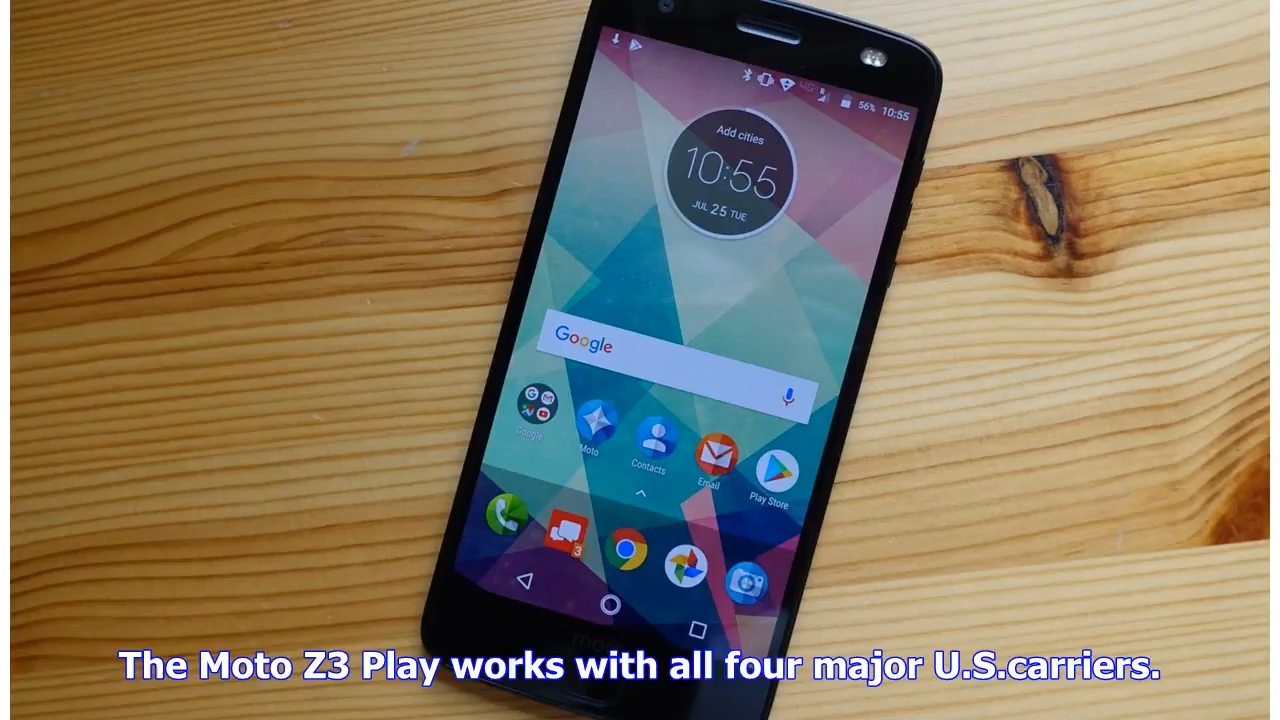 56% 10:55
Add cities
10:55
JUL 25 TUE
Google
Google
Moto
Contacts
Email
Play Store
3
moto
The Moto Z3 Play works with all four major U.S.carriers.